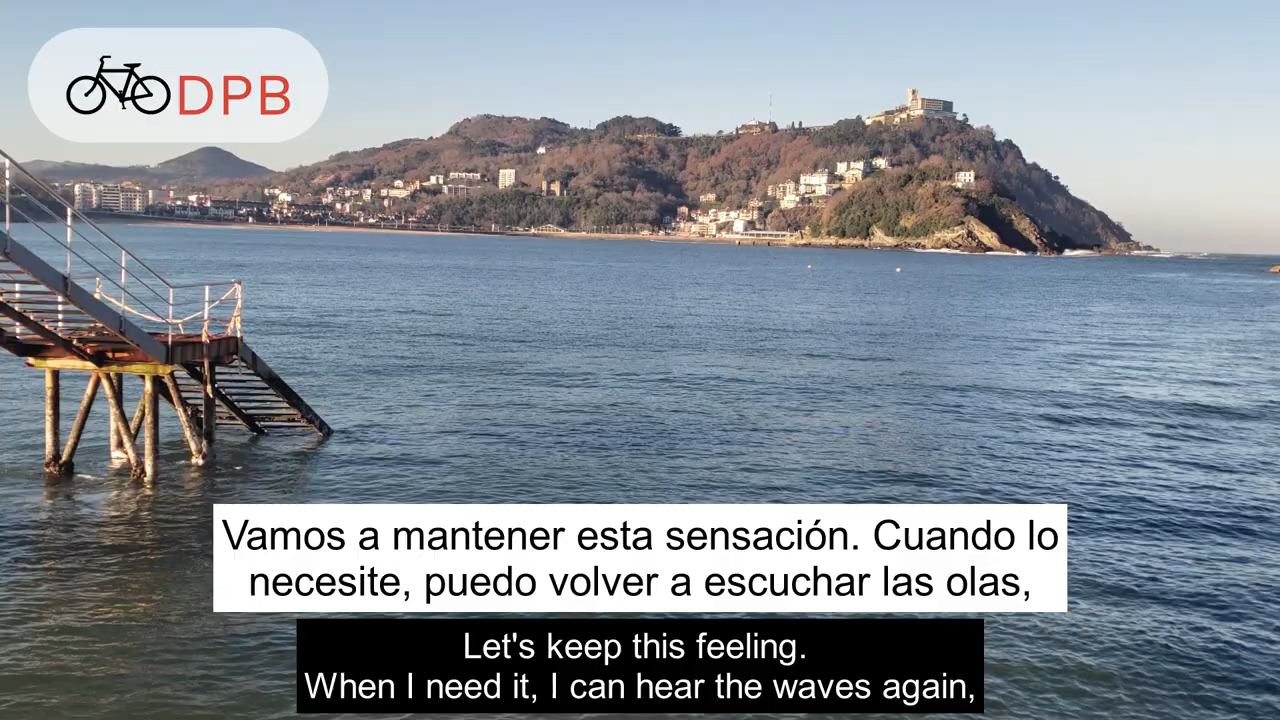 DPB
Vamos a mantener esta sensación. Cuando lo
necesite, puedo volver a escuchar las olas,
Let's keep this feeling.
When I need it, I can hear the waves again,